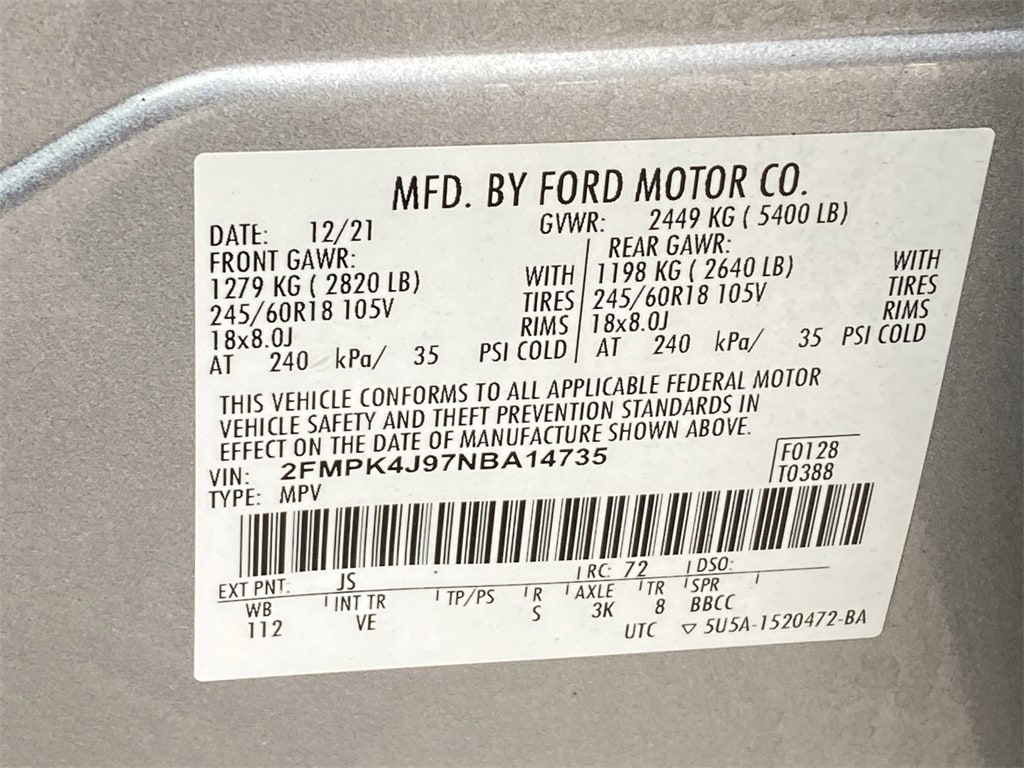 MFD. BY FORD MOTOR CO.
DATE: 12/21 GVWR: 2449 KG ( 5400 LB)
FRONT GAWR: REAR GAWR:
1279 KG ( 2820 LB) WITH 1198 KG ( 2640 LB) WITH
245/60R18 105V TIRES 245/60R18 105V TIRES
18x8.0J RIMS 18x8.0J RIMS
AT 240 kPa/ 35 PSI COLD AT 240 kPa/ 35 PSI COLD
THIS VEHICLE CONFORMS TO ALL APPLICABLE FEDERAL MOTOR
VEHICLE SAFETY AND THEFT PREVENTION STANDARDS IN
EFFECT ON THE DATE OF MANUFACTURE SHOWN ABOVE.
VIN: 2FMPK4J97NBA14735 F0128
TYPE: MPV T0388
EXT PNT: JS RC: 72 DSO:
WB INT TR TP/PS R AXLE TR SPR
112 VE S 3K 8 BBCC
UTC ▽ 5U5A-1520472-BA